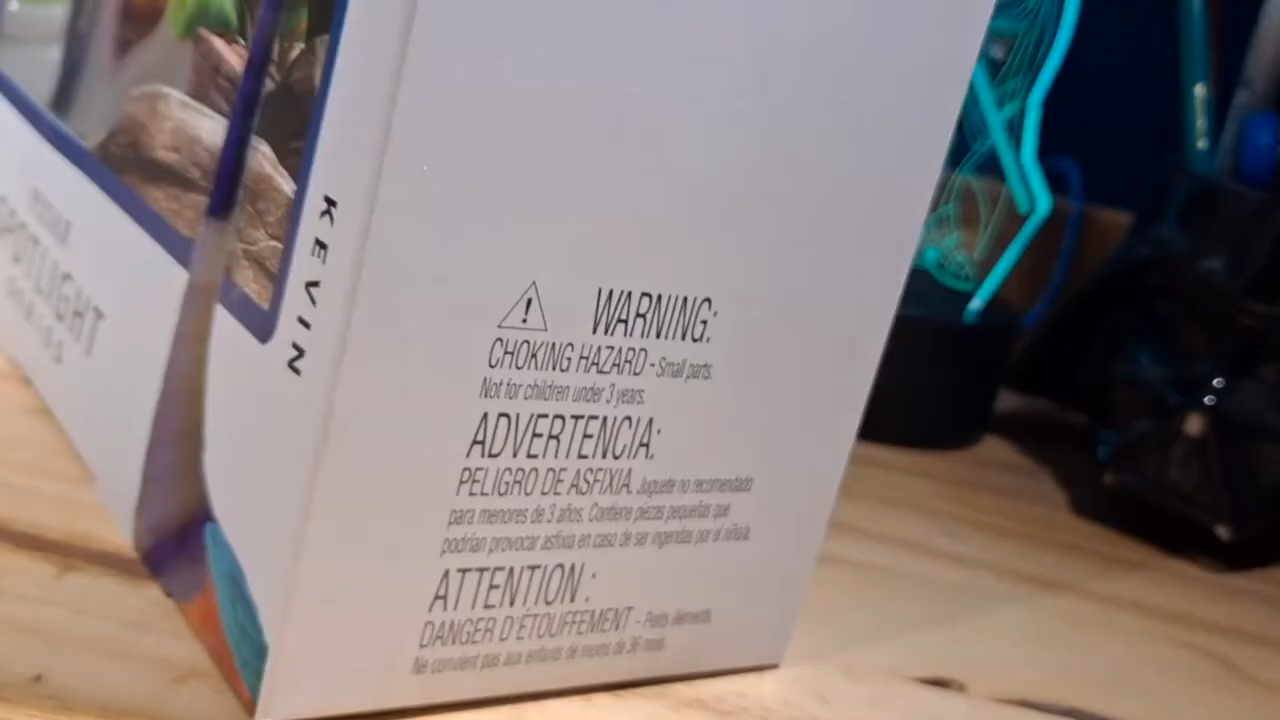 SPOTLIGHT
SERIES
KEVIN
WARNING:
CHOKING HAZARD - Small parts.
Not for children under 3 years.
ADVERTENCIA:
PELIGRO DE ASFIXIA. Juguete no recomendado
para menores de 3 años. Contiene piezas pequeñas que
podrían provocar asfixia en caso de ser ingeridas por el niño/a.
ATTENTION :
DANGER D'ÉTOUFFEMENT - Petits éléments.
Ne convient pas aux enfants de moins de 36 mois.